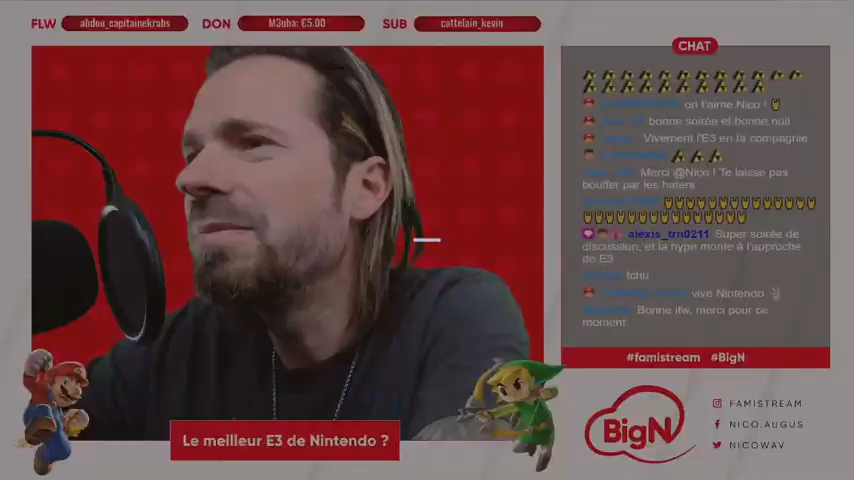 FLW abdou_capitainekrabs DON M3uha: €5.00 SUB cattelain_kevin
CHAT
on t'aime Nico !
bonne soirée et bonne nuit
Vivement l'E3 en ta compagnie
Merci @Nico ! Te laisse pas
bouffer par les haters
alexis_trn0211 Super soirée de
discussion, et la hype monte à l'approche
de E3
tchu
vive Nintendo
Bonne itw, merci pour ce
moment.
#famistream #BigN
Le meilleur E3 de Nintendo ?
BigN
FAMISTREAM
NICO.AUGUS
NICOWAV